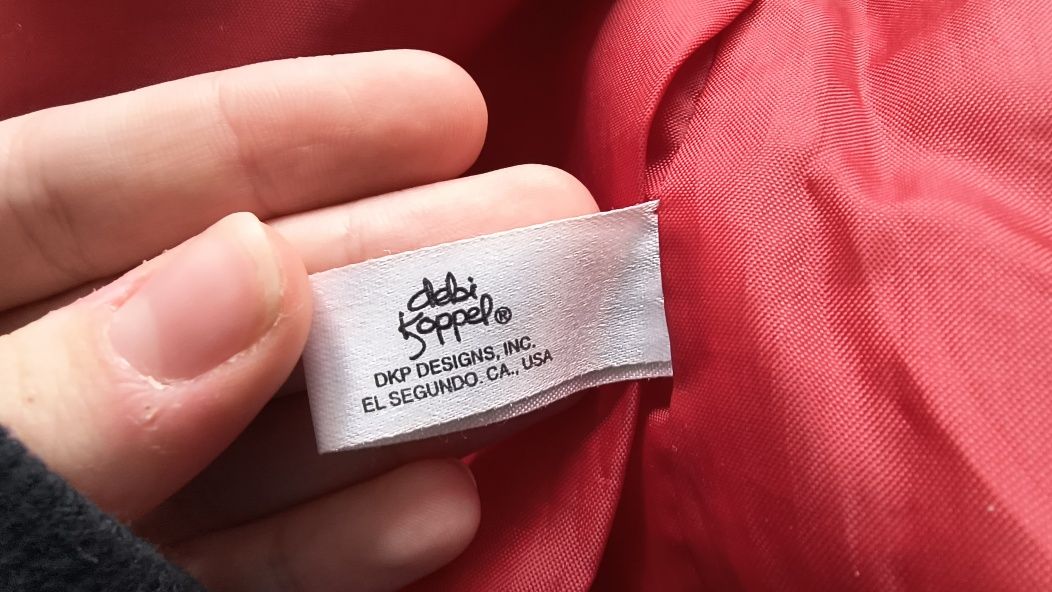 debi
Koppel®
DKP DESIGNS, INC.
EL SEGUNDO. CA., USA